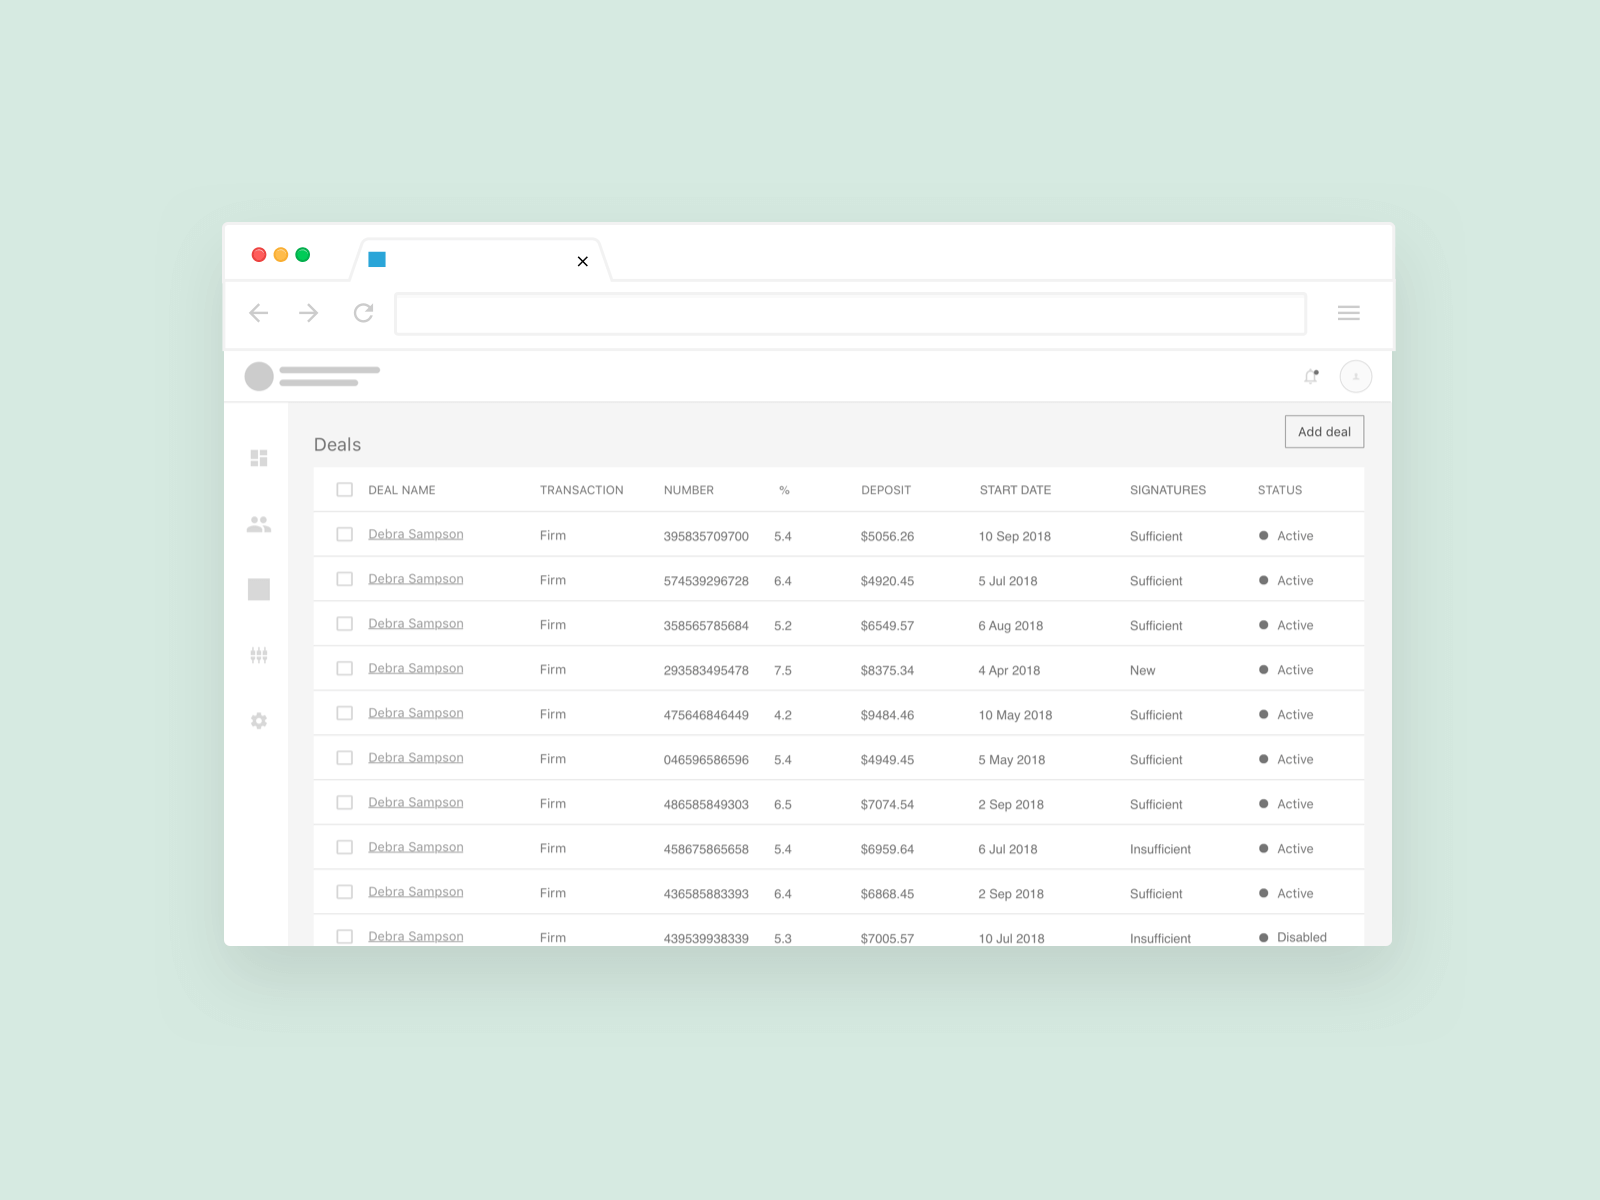 Add deal
Deals
DEAL NAME TRANSACTION NUMBER % DEPOSIT START DATE SIGNATURES STATUS
Debra Sampson Firm 395835709700 5.4 $5056.26 10 Sep 2018 Sufficient Active
Debra Sampson Firm 574539296728 6.4 $4920.45 5 Jul 2018 Sufficient Active
Debra Sampson Firm 358565785684 5.2 $6549.57 6 Aug 2018 Sufficient Active
Debra Sampson Firm 293583495478 7.5 $8375.34 4 Apr 2018 New Active
Debra Sampson Firm 475646846449 4.2 $9484.46 10 May 2018 Sufficient Active
Debra Sampson Firm 046596586596 5.4 $4949.45 5 May 2018 Sufficient Active
Debra Sampson Firm 486585849303 6.5 $7074.54 2 Sep 2018 Sufficient Active
Debra Sampson Firm 458675865658 5.4 $6959.64 6 Jul 2018 Insufficient Active
Debra Sampson Firm 436585883393 6.4 $6868.45 2 Sep 2018 Sufficient Active
Debra Sampson Firm 439539938339 5.3 $7005.57 10 Jul 2018 Insufficient Disabled